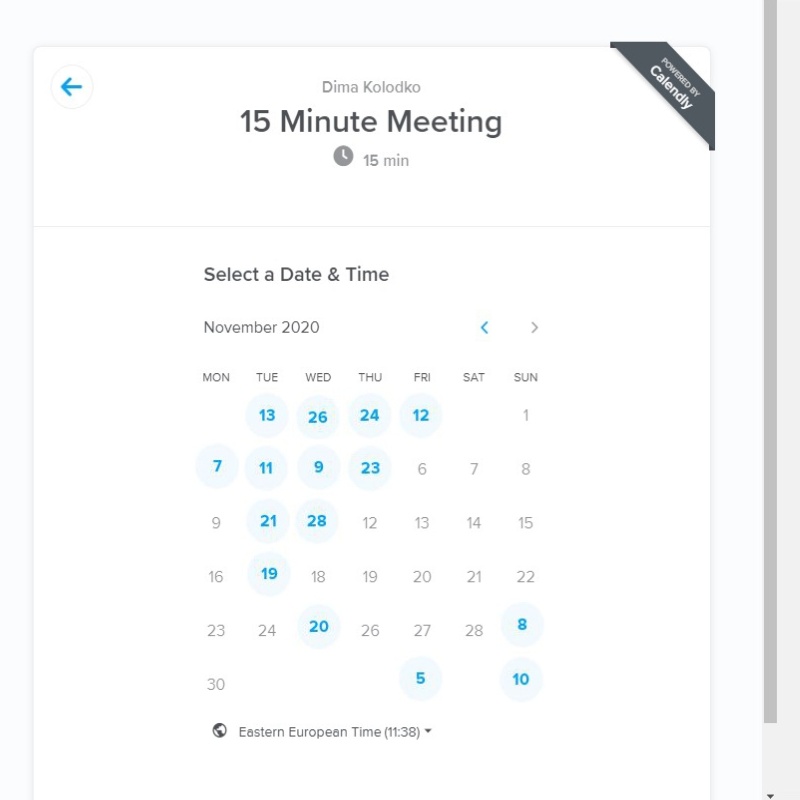 Dima Kolodko
15 Minute Meeting
15 min
POWERED BY
Calendly
Select a Date & Time
November 2020
MON TUE WED THU FRI SAT SUN
13 26 24 12 1
7 11 9 23 6 7 8
9 21 28 12 13 14 15
16 19 18 19 20 21 22
23 24 20 26 27 28 8
30 5 10
Eastern European Time (11:38)